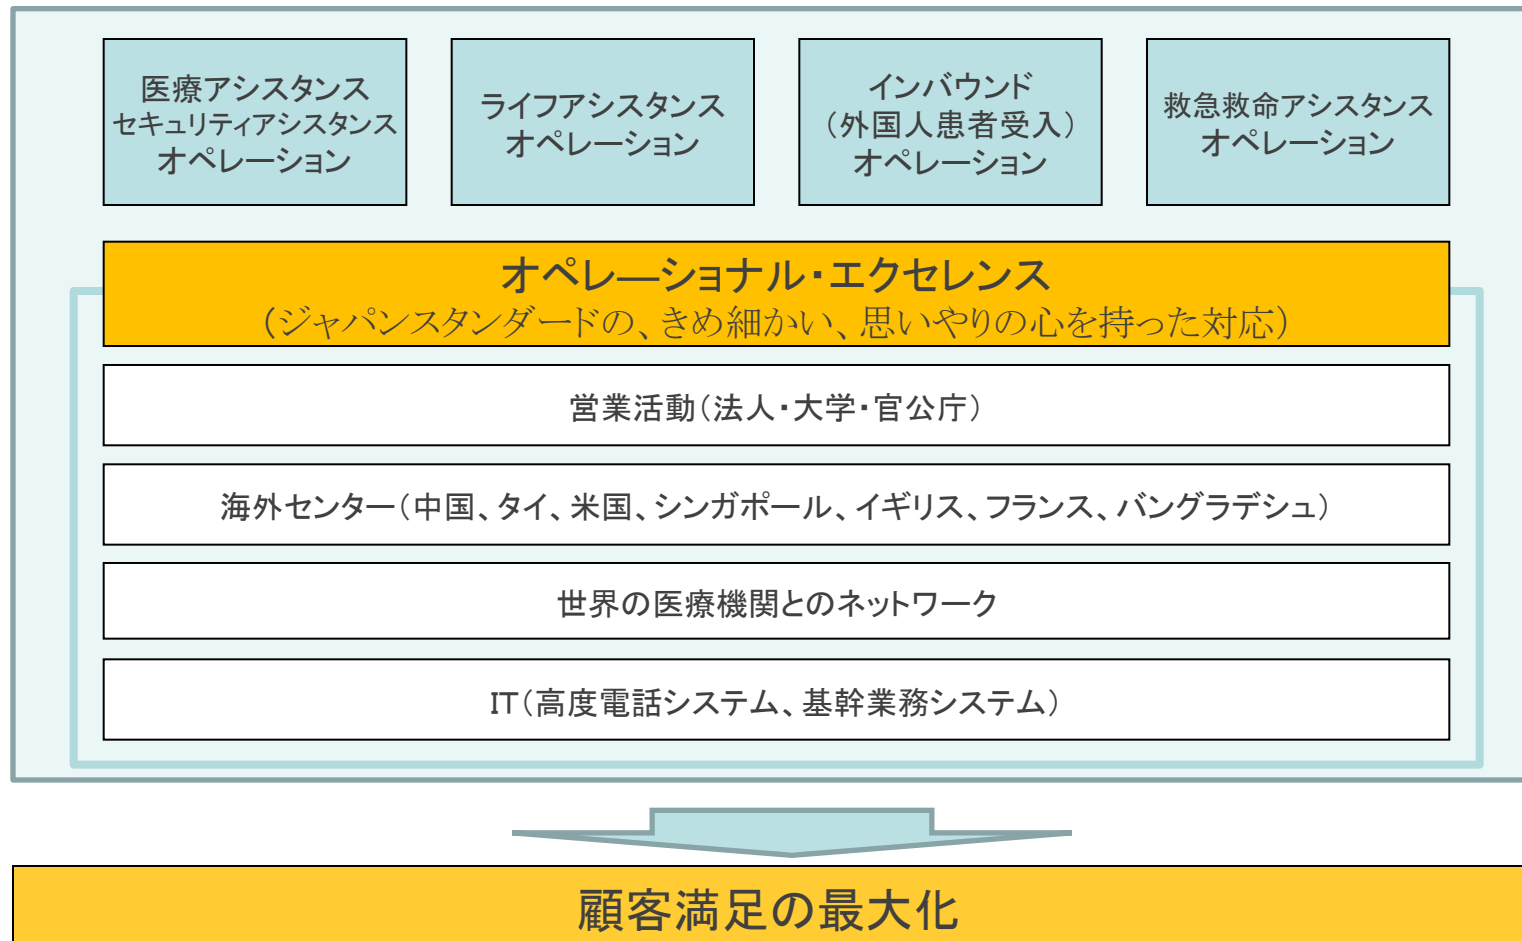 医療アシスタンス
セキュリティアシスタンス
オペレーション
ライフアシスタンス
オペレーション
インバウンド
（外国人患者受入）
オペレーション
救急救命アシスタンス
オペレーション
オペレ―ショナル・エクセレンス
（ジャパンスタンダードの、きめ細かい、思いやりの心を持った対応）
営業活動（法人・大学・官公庁）
海外センター（中国、タイ、米国、シンガポール、イギリス、フランス、バングラデシュ）
世界の医療機関とのネットワーク
IT（高度電話システム、基幹業務システム）
顧客満足の最大化